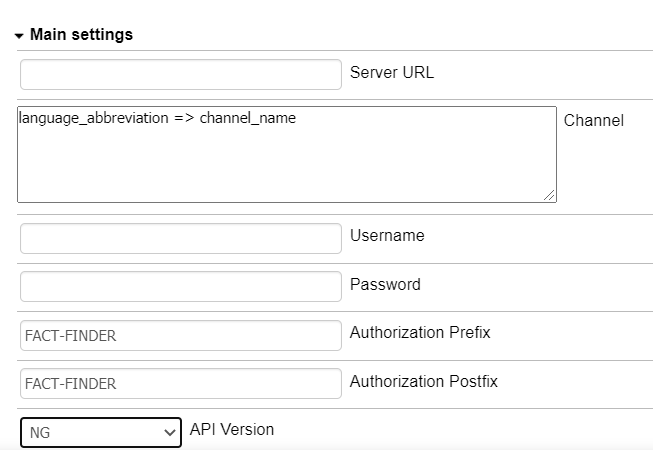 Main settings
Server URL
language_abbreviation => channel_name
Channel
Username
Password
FACT-FINDER
Authorization Prefix
FACT-FINDER
Authorization Postfix
NG
API Version